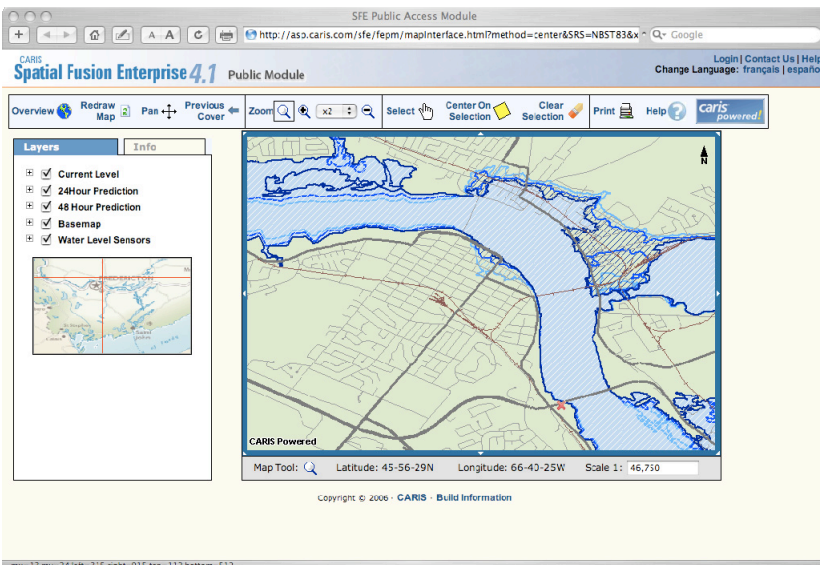 SFE Public Access Module
A A
http://asp.caris.com/sfe/fepm/mapInterface.html?method=center&SRS=NBST83&x
Q- Google
CARIS
Spatial Fusion Enterprise 4.1 Public Module
Login | Contact Us | Help
Change Language: français | español
Overview
Redraw Map
Pan
Previous Cover
Zoom
x2
Select
Center On Selection
Clear Selection
Print
Help
caris powered!
Layers
Info
Current Level
24Hour Prediction
48 Hour Prediction
Basemap
Water Level Sensors
FREDERICTON
N
CARIS Powered
Map Tool: Latitude: 45-56-29N Longitude: 66-40-25W Scale 1: 46,750
Copyright © 2006 - CARIS - Build Information